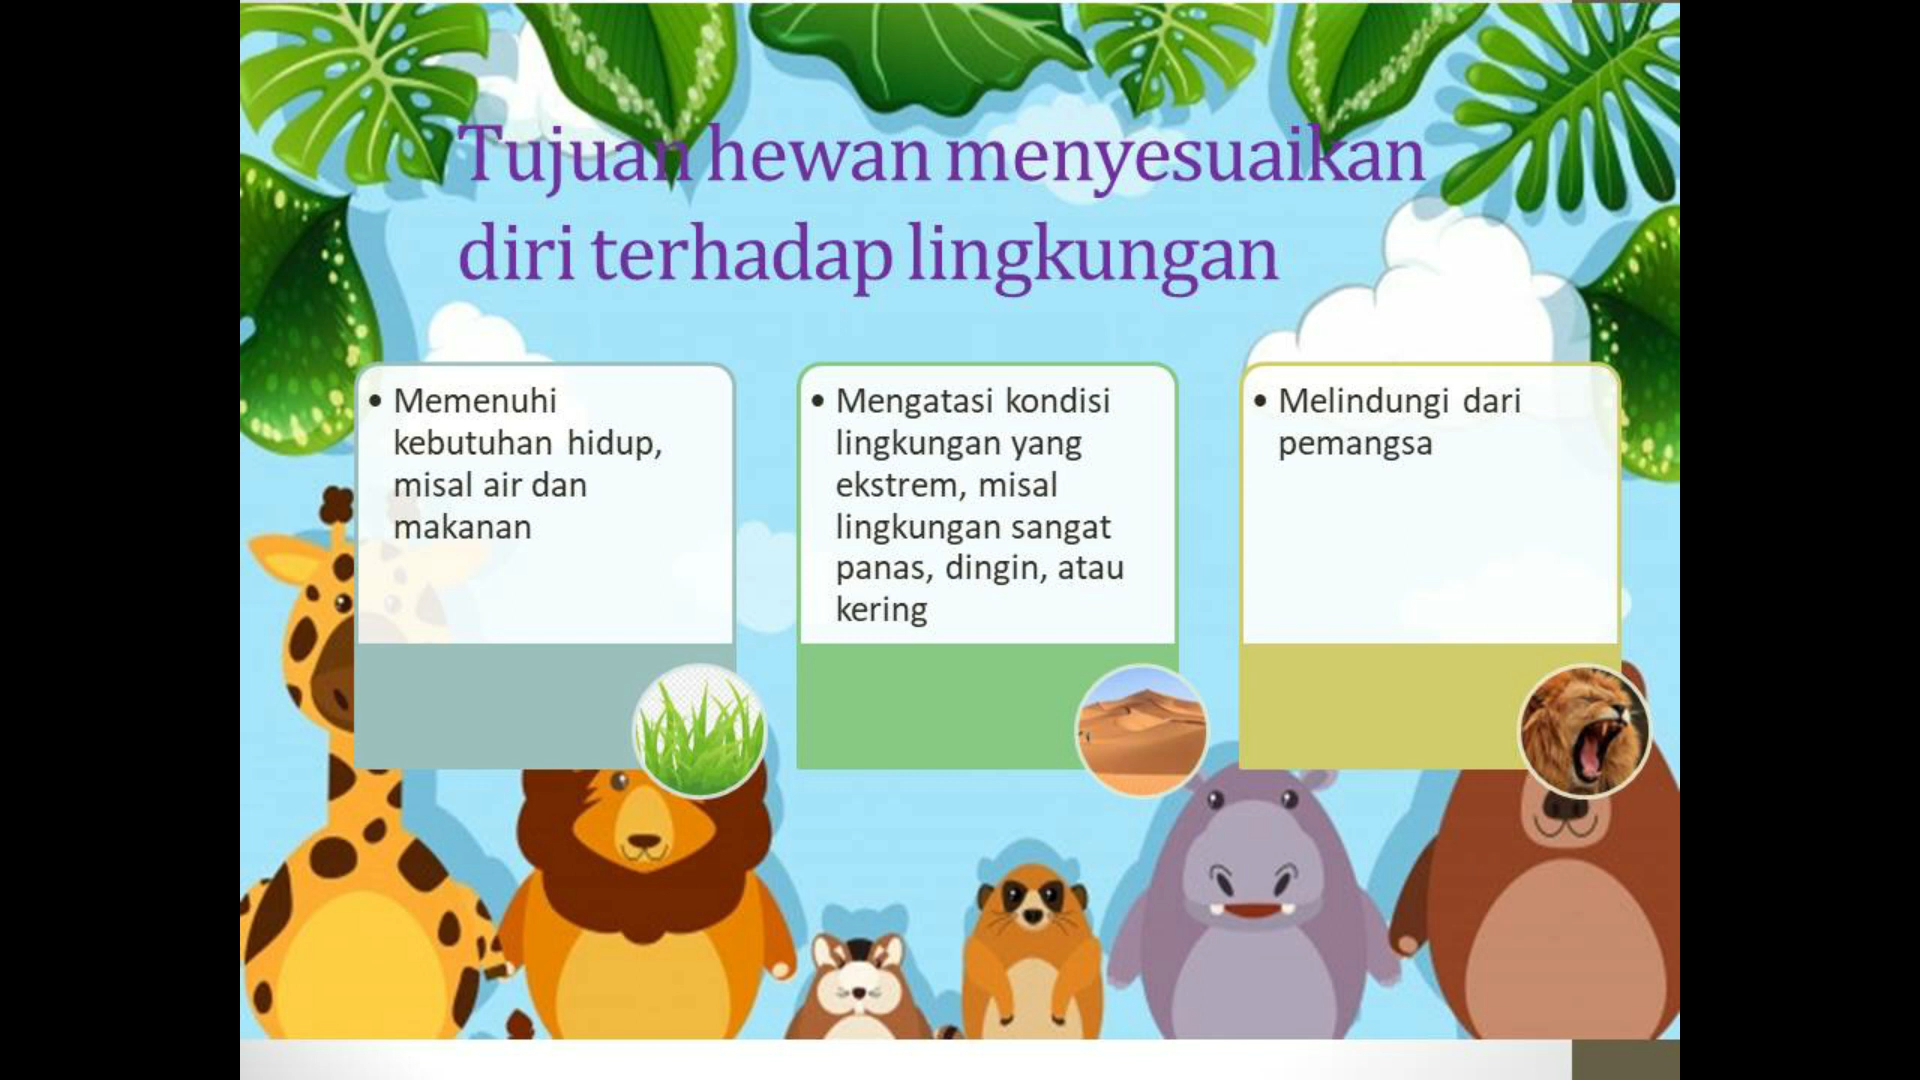 Tujuan hewan menyesuaikan
diri terhadap lingkungan
• Memenuhi
kebutuhan hidup,
misal air dan
makanan
• Mengatasi kondisi
lingkungan yang
ekstrem, misal
lingkungan sangat
panas, dingin, atau
kering
• Melindungi dari
pemangsa